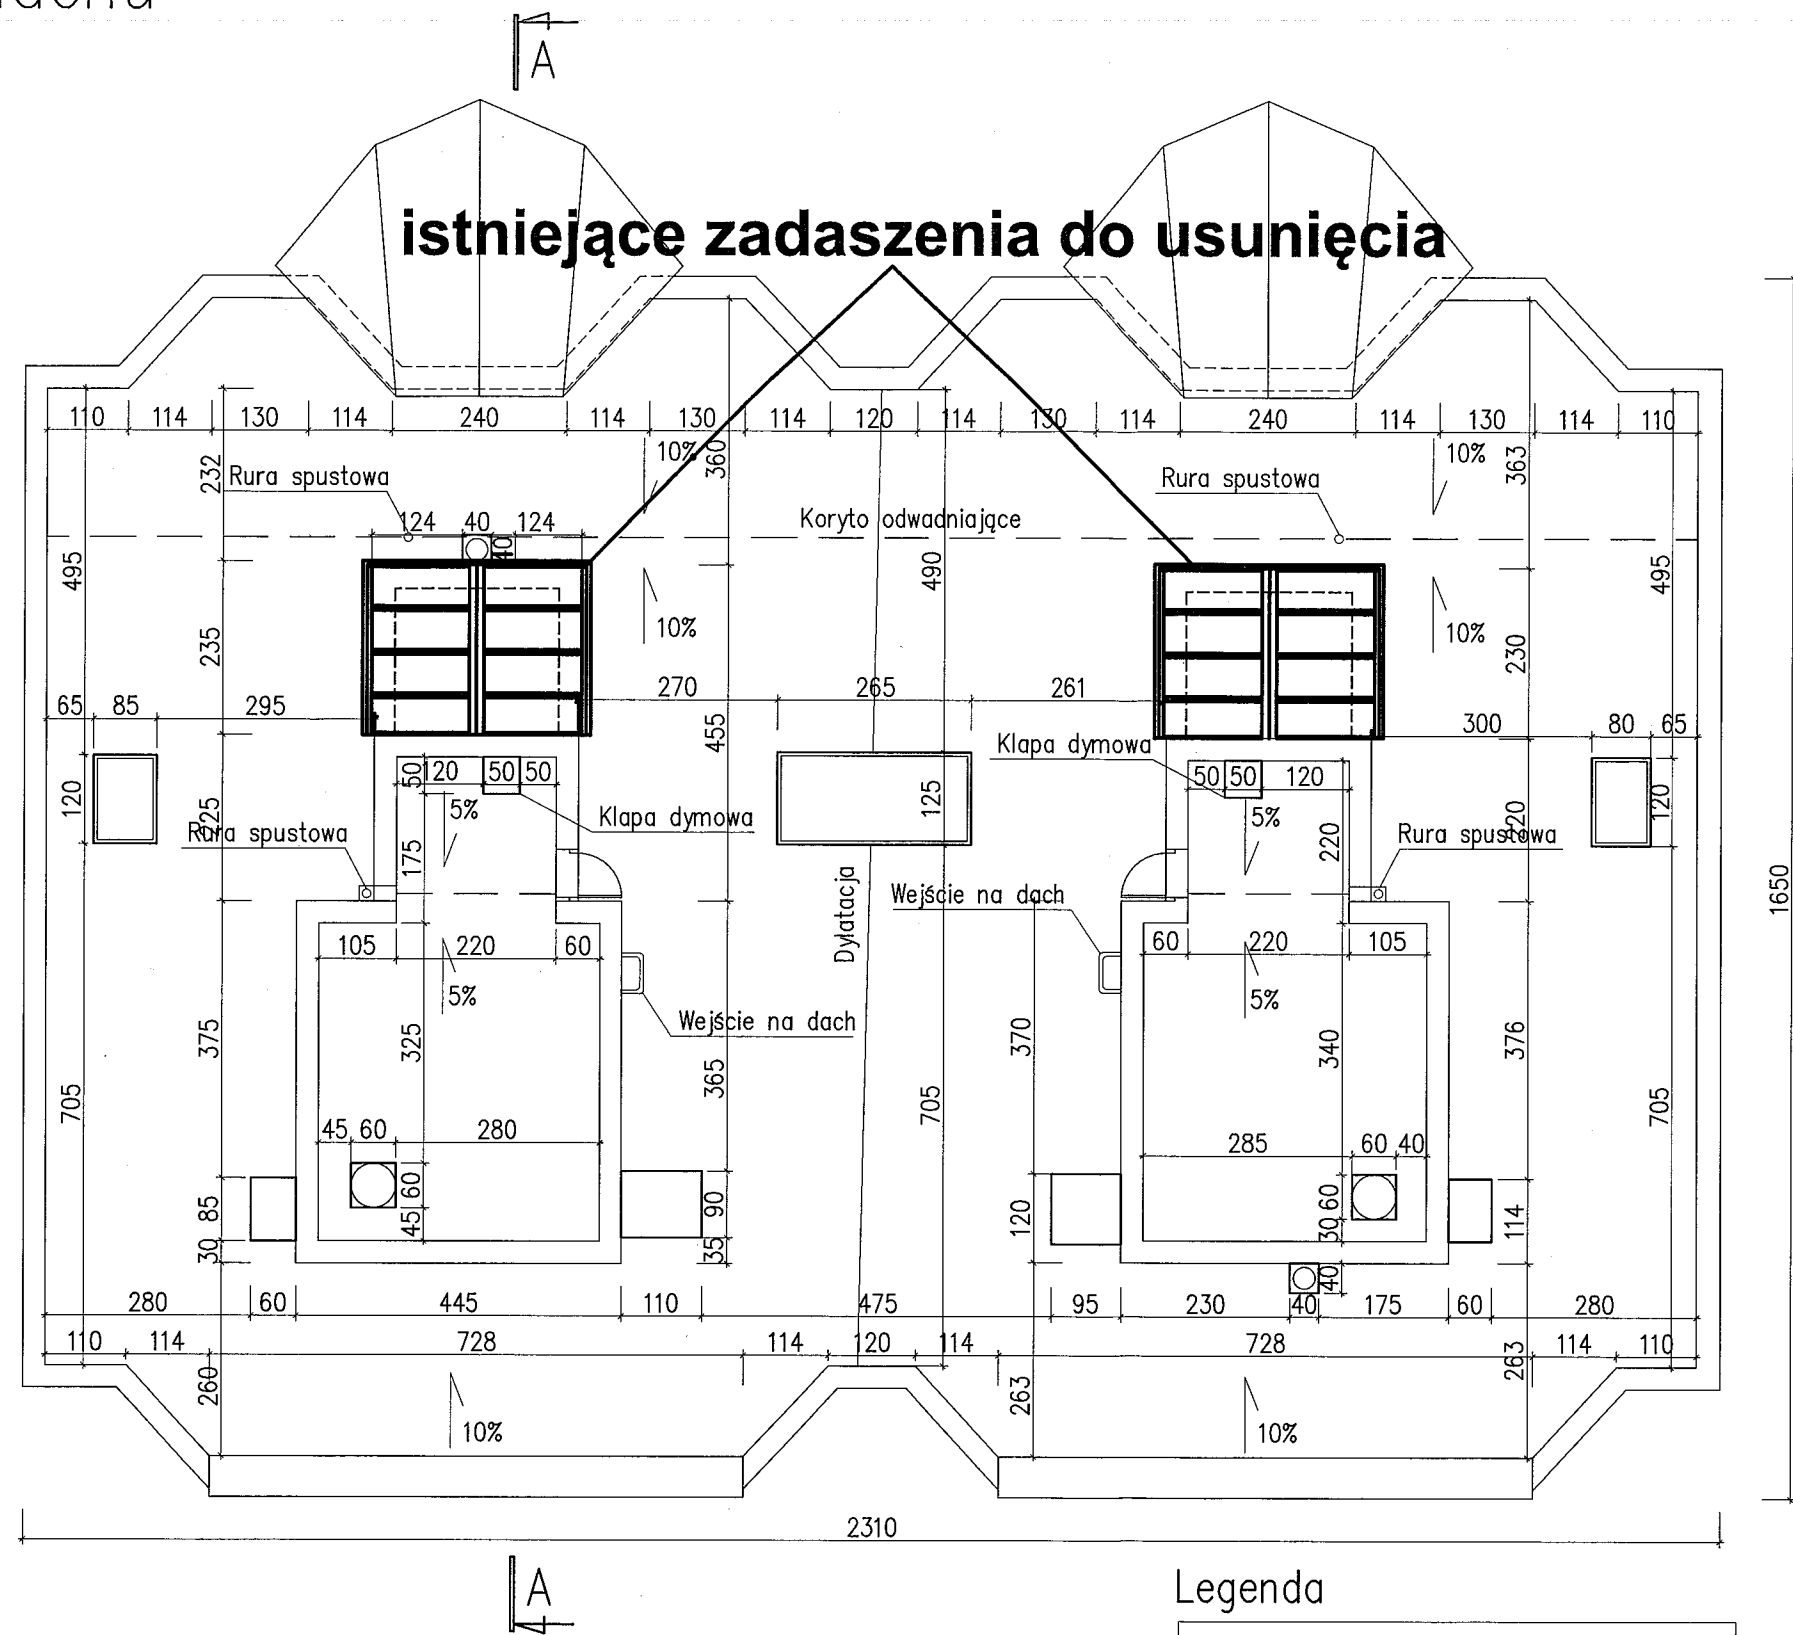 A
istniejące zadaszenia do usunięcia
110 114 130 114 240 114 130 114 120 114 130 114 240 114 130 114 110
232
Rura spustowa
10%
360
Rura spustowa
10%
363
124 40 124
40
Koryto odwadniające
495
490
495
235
10%
10%
230
65 85 295
270 265 261
300 80 65
455
Klapa dymowa
50
120 50 50
50 50 120
120
225
5%
Klapa dymowa
125
5%
220
220
120
Rura spustowa
Rura spustowa
175
Wejście na dach
Dylatacja
1650
105 220 60
60 220 105
5%
5%
Wejście na dach
375
325
365
370
340
376
705
705
705
45 60 280
285 60 40
85
60
90
120
60
114
30
45
35
30
40
280 60 445 110 475 95 230 40 175 60 280
110 114 728 114 120 114 728 114 110
260
263
263
10%
10%
2310
A
Legenda